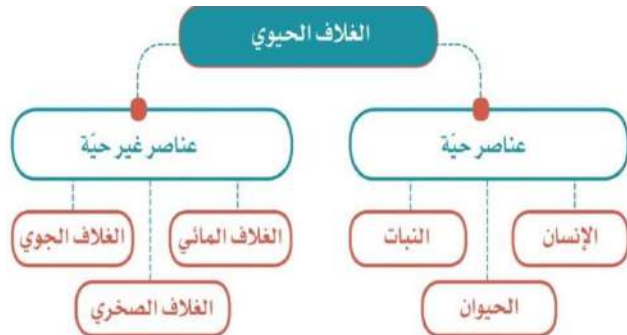 الغلاف الحيوي
عناصر حيّة
عناصر غير حيّة
الإنسان
النبات
الغلاف المائي
الغلاف الجوي
الحيوان
الغلاف الصخري